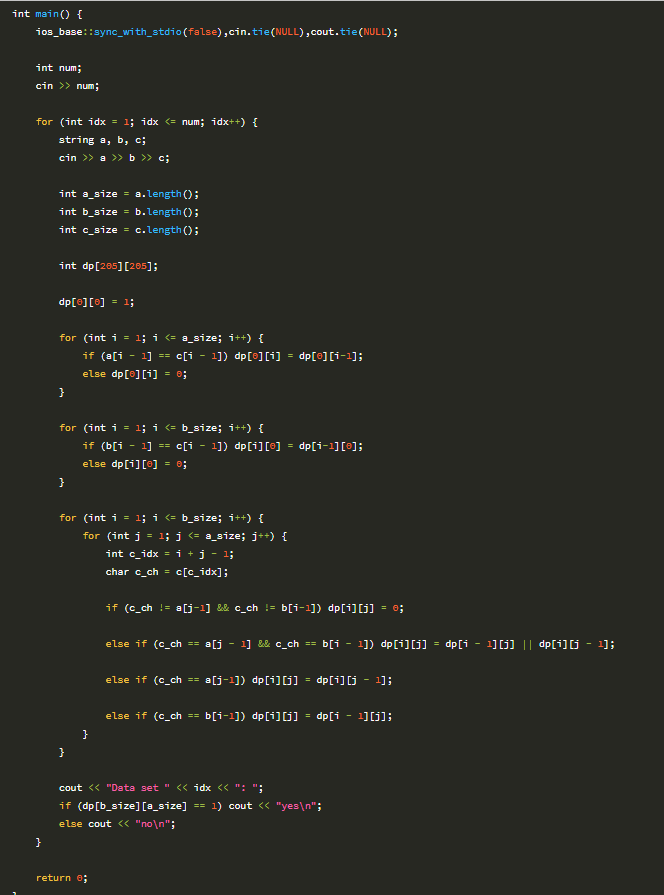 int main() {
    ios_base::sync_with_stdio(false),cin.tie(NULL),cout.tie(NULL);
    int num;
    cin >> num;
    for (int idx = 1; idx <= num; idx++) {
        string a, b, c;
        cin >> a >> b >> c;
        int a_size = a.length();
        int b_size = b.length();
        int c_size = c.length();
        int dp[205][205];
        dp[0][0] = 1;
        for (int i = 1; i <= a_size; i++) {
            if (a[i - 1] == c[i - 1]) dp[0][i] = dp[0][i-1];
            else dp[0][i] = 0;
        }
        for (int i = 1; i <= b_size; i++) {
            if (b[i - 1] == c[i - 1]) dp[i][0] = dp[i-1][0];
            else dp[i][0] = 0;
        }
        for (int i = 1; i <= b_size; i++) {
            for (int j = 1; j <= a_size; j++) {
                int c_idx = i + j - 1;
                char c_ch = c[c_idx];
                if (c_ch != a[j-1] && c_ch != b[i-1]) dp[i][j] = 0;
                else if (c_ch == a[j - 1] && c_ch == b[i - 1]) dp[i][j] = dp[i - 1][j] || dp[i][j - 1];
                else if (c_ch == a[j-1]) dp[i][j] = dp[i][j - 1];
                else if (c_ch == b[i-1]) dp[i][j] = dp[i - 1][j];
            }
        }
        cout << "Data set " << idx << ": ";
        if (dp[b_size][a_size] == 1) cout << "yes\n";
        else cout << "no\n";
    }
    return 0;
}